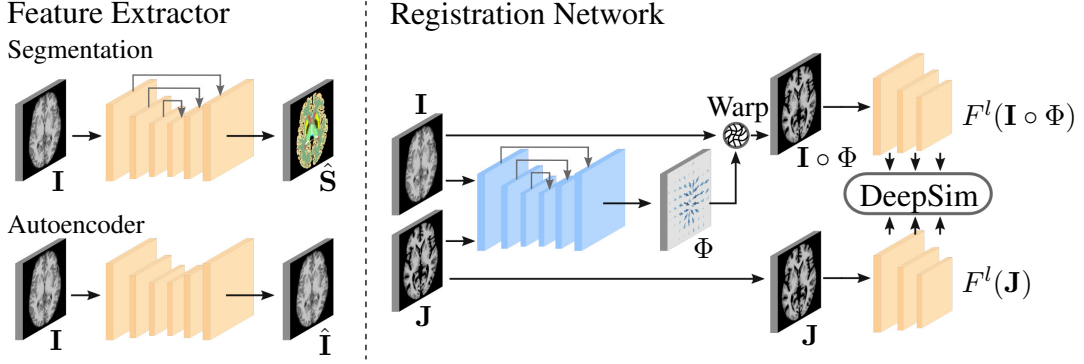 Feature Extractor
Segmentation
I
Ŝ
Autoencoder
I
Î
Registration Network
I
J
Φ
Warp
I ∘ Φ
F^l(I ∘ Φ)
DeepSim
J
F^l(J)